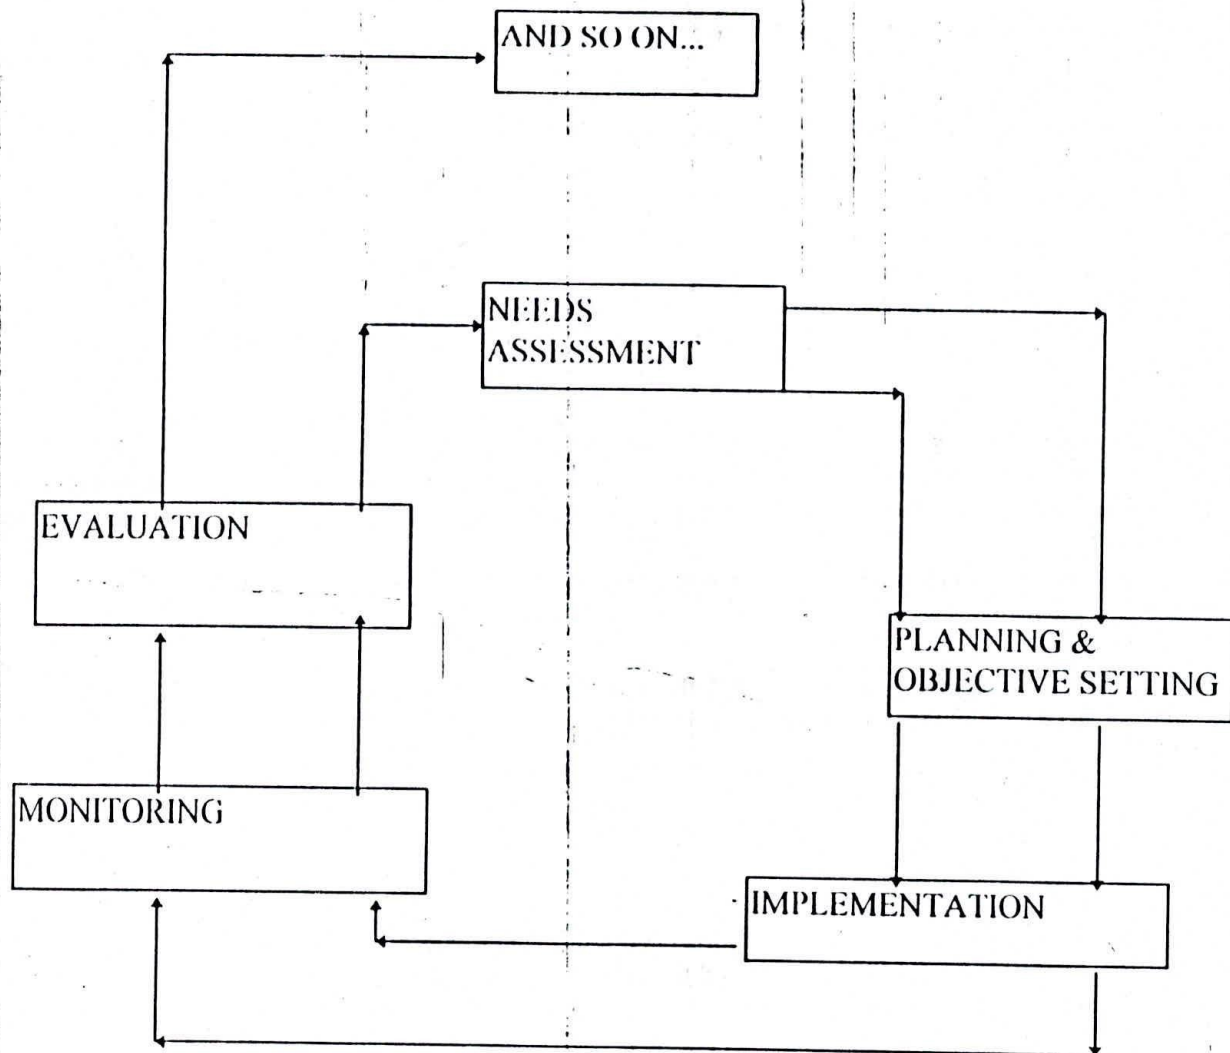 AND SO ON...
NEEDS
ASSESSMENT
EVALUATION
PLANNING &
OBJECTIVE SETTING
MONITORING
IMPLEMENTATION